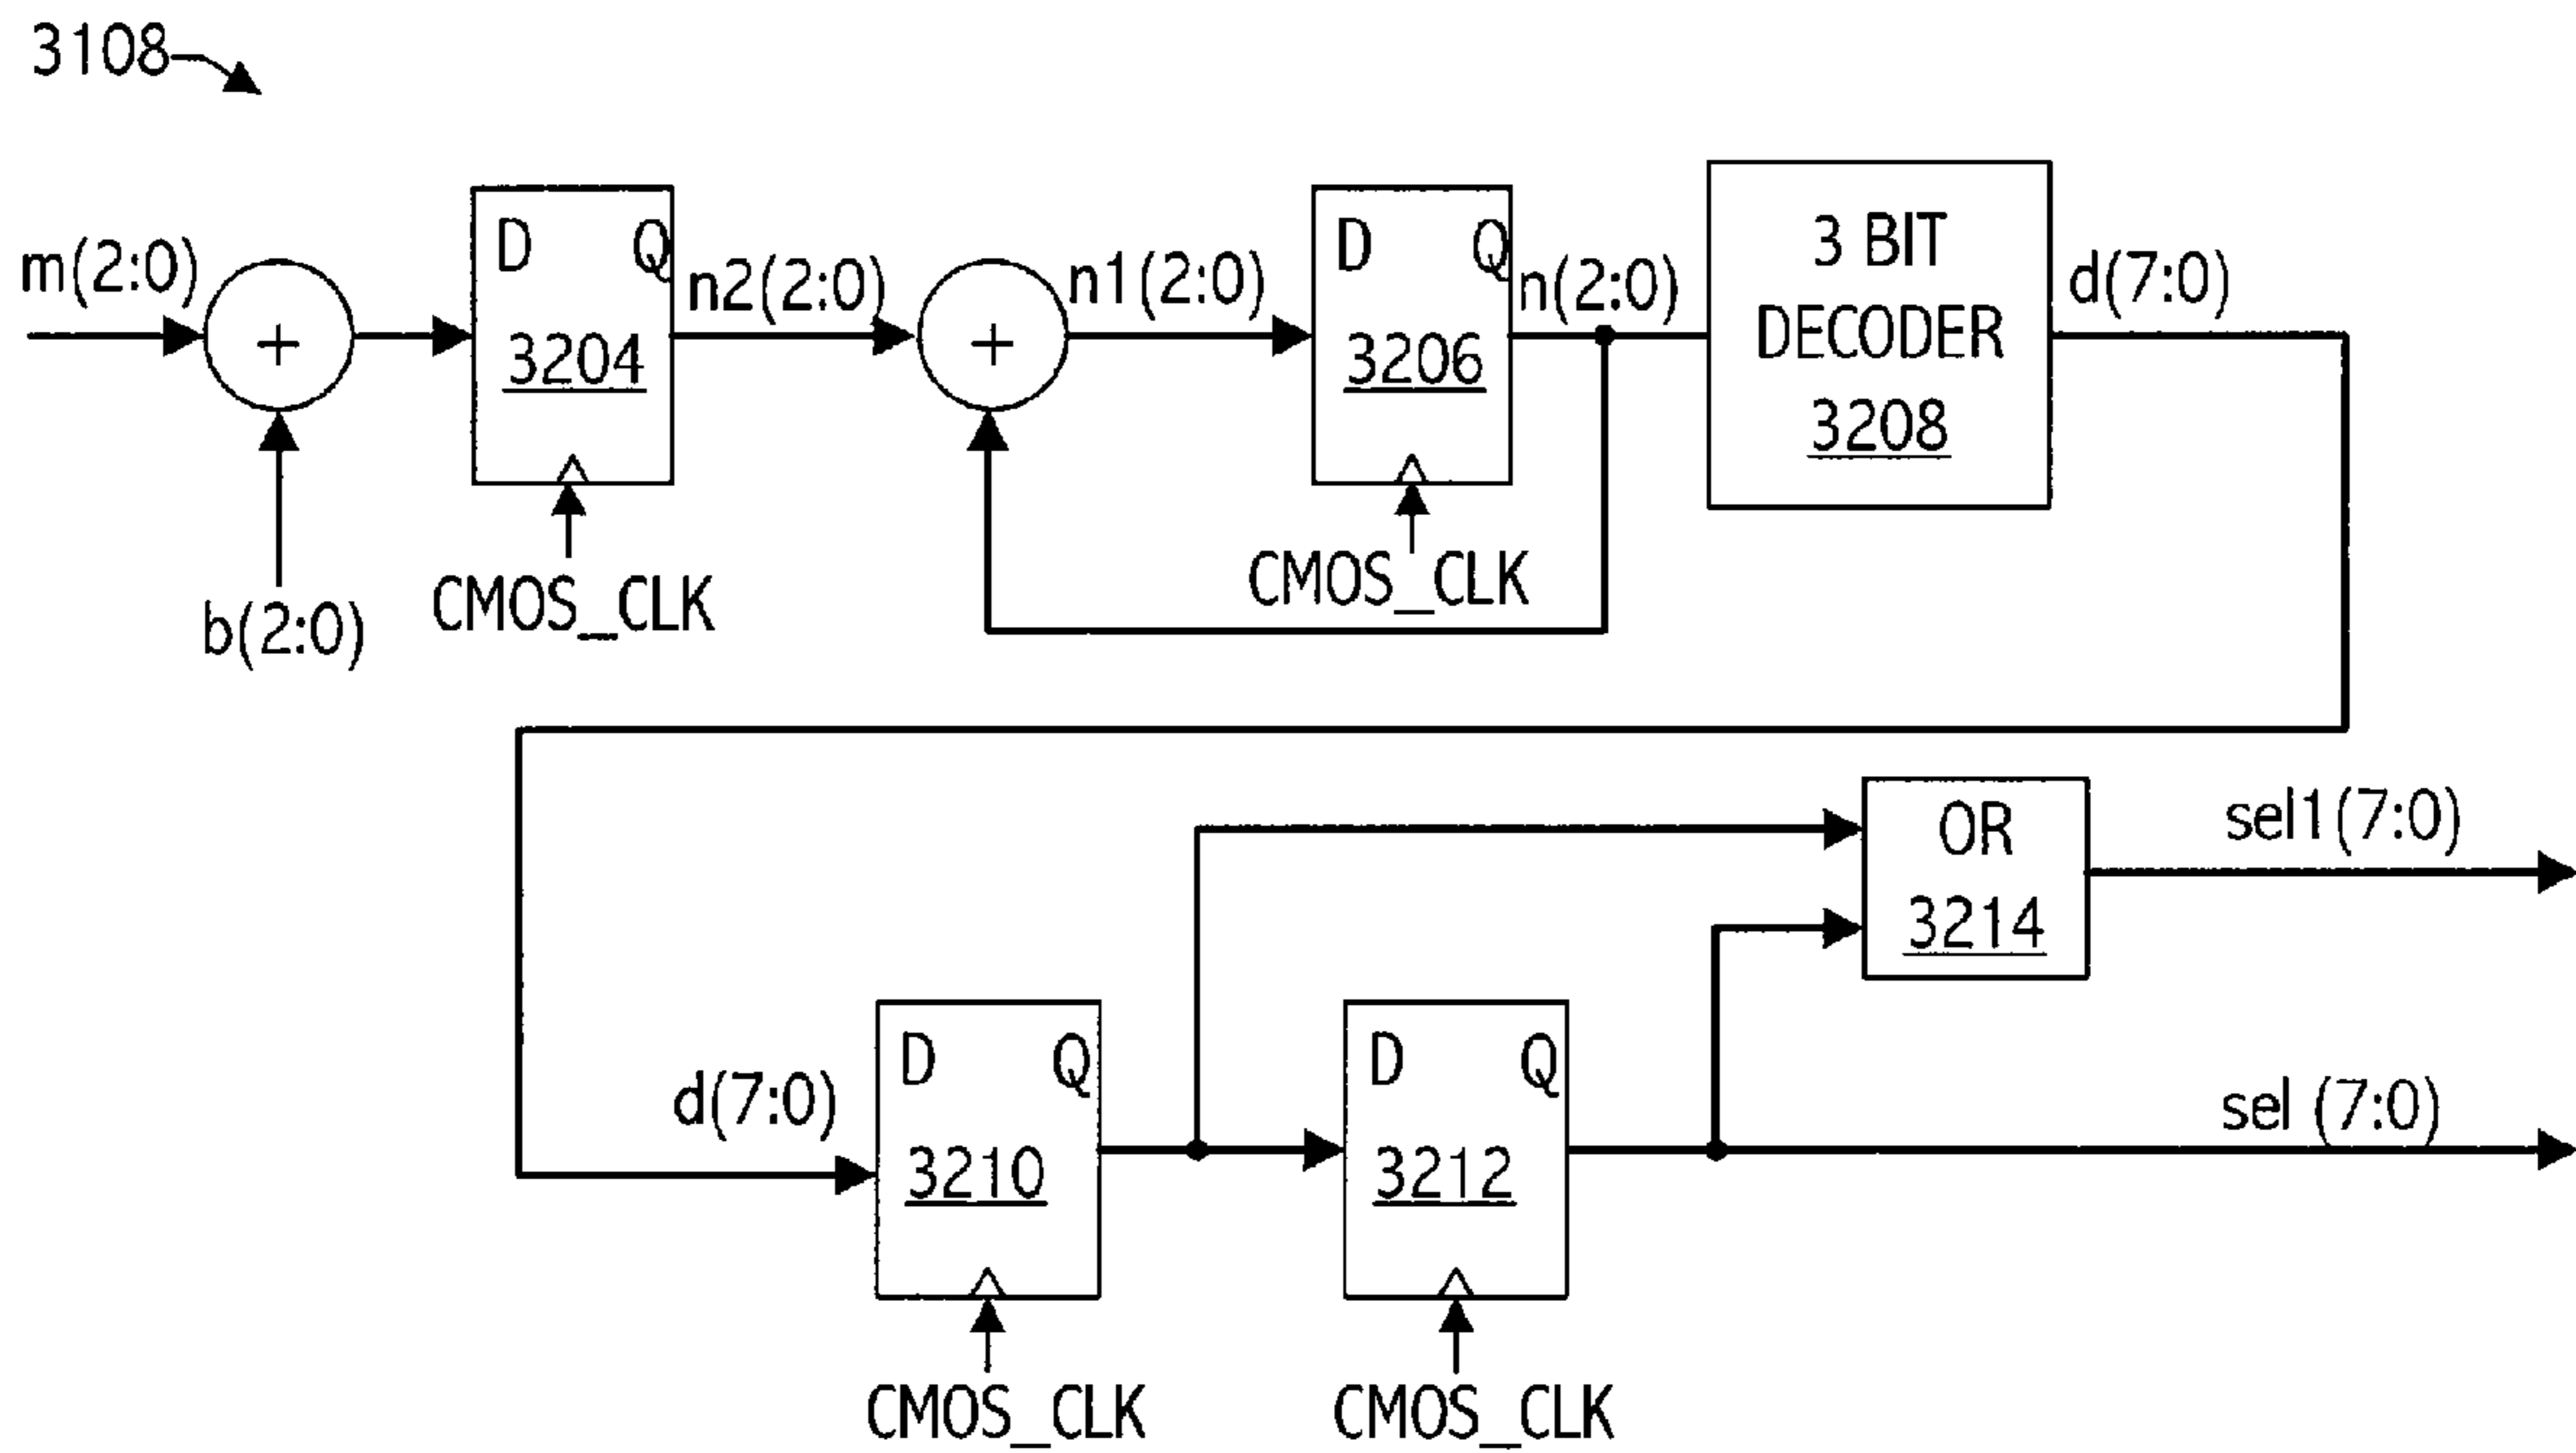 3108
m(2:0)
+
b(2:0)
D Q
3204
CMOS_CLK
n2(2:0)
+
n1(2:0)
D Q
3206
CMOS_CLK
n(2:0)
3 BIT
DECODER
3208
d(7:0)
d(7:0)
D Q
3210
CMOS_CLK
D Q
3212
CMOS_CLK
OR
3214
sel1(7:0)
sel (7:0)